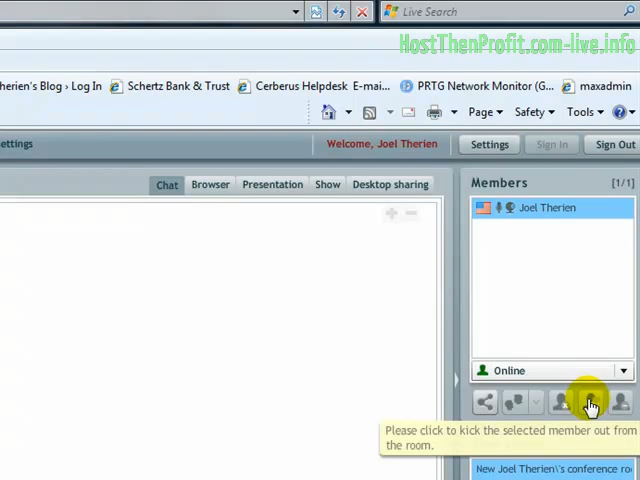 Live Search
HostThenProfit.com-live.info
herien's Blog › Log In
Schertz Bank & Trust
Cerberus Helpdesk E-mai...
PRTG Network Monitor (G...
maxadmin
Page
Safety
Tools
settings
Welcome, Joel Therien
Settings
Sign In
Sign Out
Chat
Browser
Presentation
Show
Desktop sharing
Members
[1/1]
Joel Therien
Online
Please click to kick the selected member out from
the room.
New Joel Therien\'s conference roo